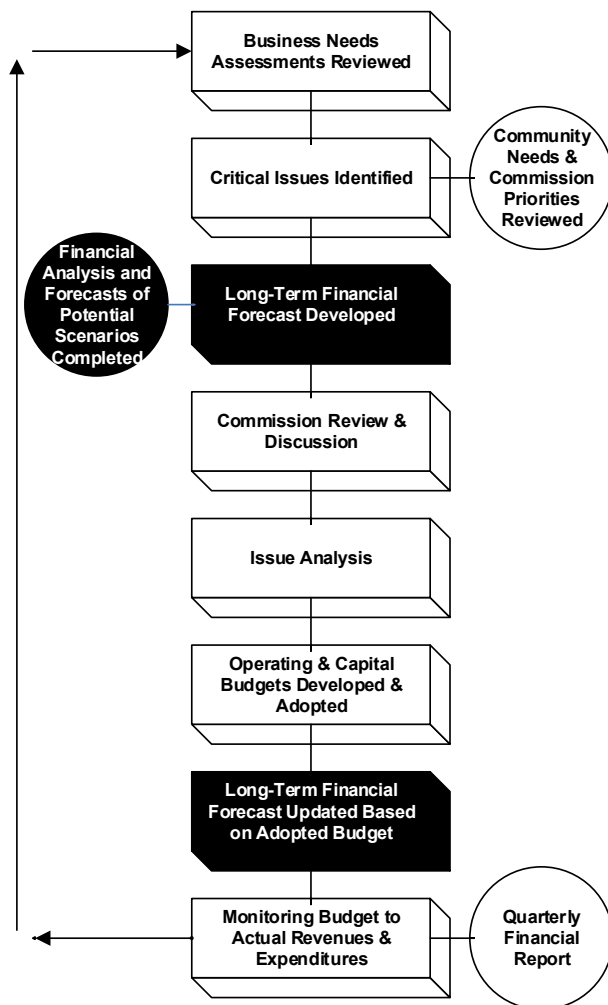 Business Needs
Assessments Reviewed
Critical Issues Identified
Community
Needs &
Commission
Priorities
Reviewed
Financial
Analysis and
Forecasts of
Potential
Scenarios
Completed
Long-Term Financial
Forecast Developed
Commission Review &
Discussion
Issue Analysis
Operating & Capital
Budgets Developed &
Adopted
Long-Term Financial
Forecast Updated Based
on Adopted Budget
Monitoring Budget to
Actual Revenues &
Expenditures
Quarterly
Financial
Report